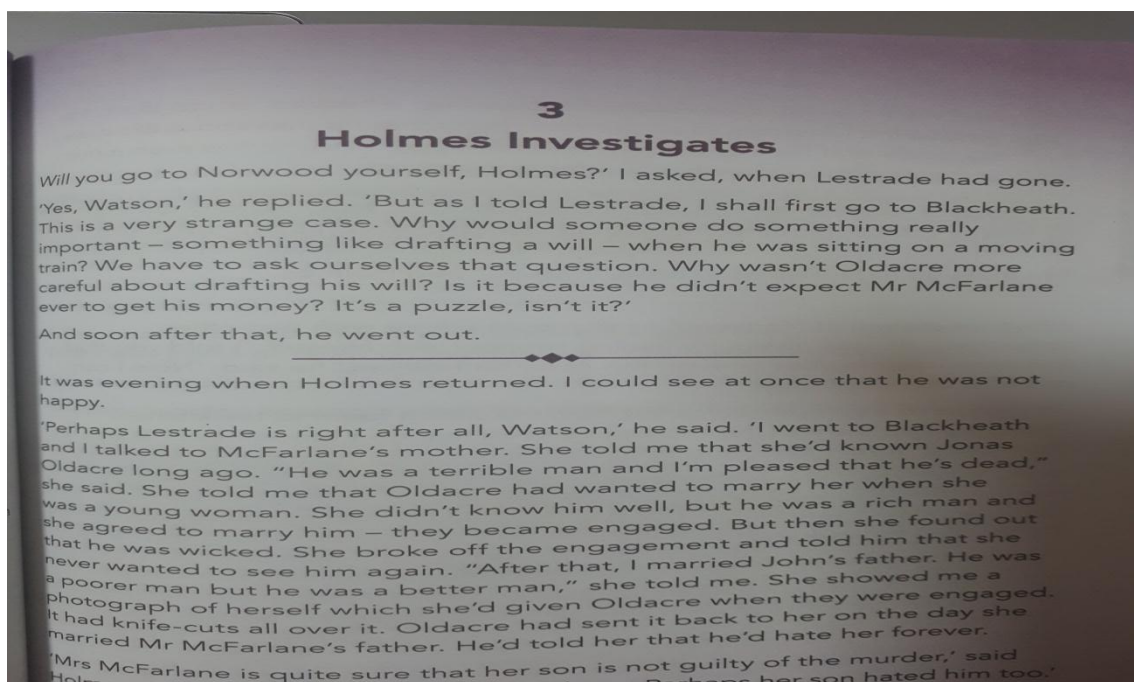 3
Holmes Investigates
Will you go to Norwood yourself, Holmes?’ I asked, when Lestrade had gone.
‘Yes, Watson,’ he replied. ‘But as I told Lestrade, I shall first go to Blackheath.
This is a very strange case. Why would someone do something really
important – something like drafting a will – when he was sitting on a moving
train? We have to ask ourselves that question. Why wasn’t Oldacre more
careful about drafting his will? Is it because he didn’t expect Mr McFarlane
ever to get his money? It’s a puzzle, isn’t it?’
And soon after that, he went out.
It was evening when Holmes returned. I could see at once that he was not
happy.
‘Perhaps Lestrade is right after all, Watson,’ he said. ‘I went to Blackheath
and I talked to McFarlane’s mother. She told me that she’d known Jonas
Oldacre long ago. “He was a terrible man and I’m pleased that he’s dead,”
she said. She told me that Oldacre had wanted to marry her when she
was a young woman. She didn’t know him well, but he was a rich man and
she agreed to marry him – they became engaged. But then she found out
that he was wicked. She broke off the engagement and told him that she
never wanted to see him again. “After that, I married John’s father. He was
a poorer man but he was a better man,” she told me. She showed me a
photograph of herself which she’d given Oldacre when they were engaged.
It had knife-cuts all over it. Oldacre had sent it back to her on the day she
married Mr McFarlane’s father. He’d told her that he’d hate her forever.
‘Mrs McFarlane is quite sure that her son is not guilty of the murder,’ said
her son hated him too.’